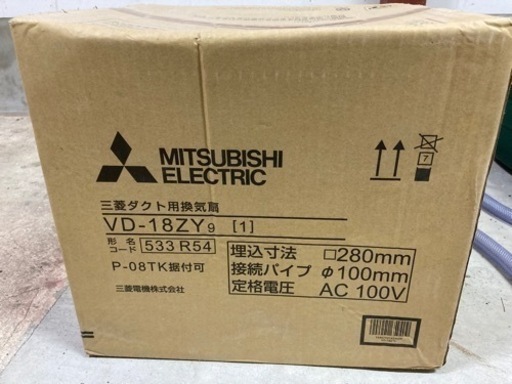 MITSUBISHI
ELECTRIC
7
三菱ダクト用換気扇
VD-18ZY9 [1]
形名コード 533 R54
P-08TK据付可
三菱電機株式会社
埋込寸法 □280mm
接続パイプ φ100mm
定格電圧 AC 100V